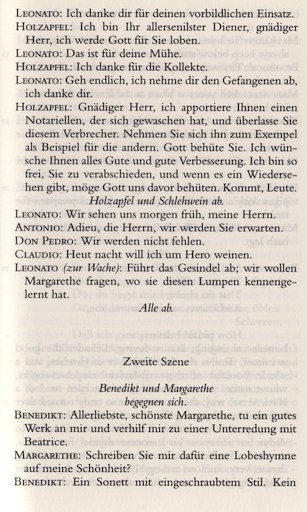 LEONATO: Ich danke dir für deinen vorbildlichen Einsatz.
HOLZAPFEL: Ich bin Ihr allersenilster Diener, gnädiger
Herr, ich werde Gott für Sie loben.
LEONATO: Das ist für deine Mühe.
HOLZAPFEL: Ich danke für die Kollekte.
LEONATO: Geh endlich, ich nehme dir den Gefangenen ab,
ich danke dir.
HOLZAPFEL: Gnädiger Herr, ich apportiere Ihnen einen
Notariellen, der sich gewaschen hat, und überlasse Sie
diesem Verbrecher. Nehmen Sie sich ihn zum Exempel
als Beispiel für die andern. Gott behüte Sie. Ich wün-
sche Ihnen alles Gute und gute Verbesserung. Ich bin so
frei, Sie zu verabschieden, und wenn es ein Wiederse-
hen gibt, möge Gott uns davor behüten. Kommt, Leute.
Holzapfel und Schlehwein ab.
LEONATO: Wir sehen uns morgen früh, meine Herrn.
ANTONIO: Adieu, die Herrn, wir werden Sie erwarten.
DON PEDRO: Wir werden nicht fehlen.
CLAUDIO: Heut nacht will ich um Hero weinen.
LEONATO (zur Wache): Führt das Gesindel ab; wir wollen
Margarethe fragen, wo sie diesen Lumpen kennenge-
lernt hat.
Alle ab.
Zweite Szene
Benedikt und Margarethe
begegnen sich.
BENEDIKT: Allerliebste, schönste Margarethe, tu ein gutes
Werk an mir und verhilf mir zu einer Unterredung mit
Beatrice.
MARGARETHE: Schreiben Sie mir dafür eine Lobeshymne
auf meine Schönheit?
BENEDIKT: Ein Sonett mit eingeschraubtem Stil. Kein